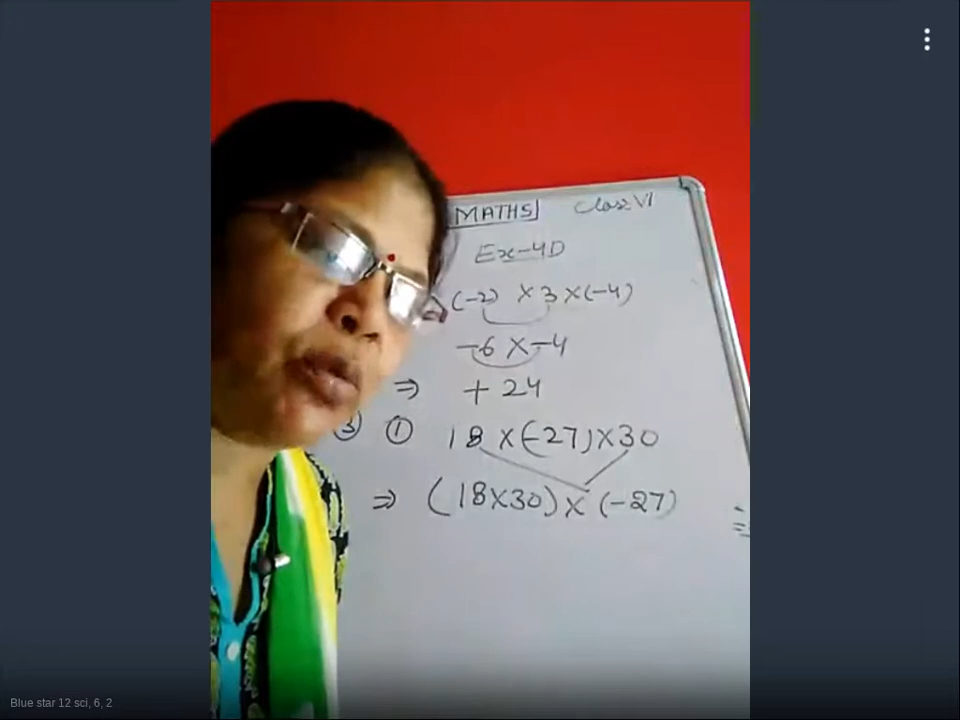 MATHS Class VI
Ex-4D
(-2) × 3 × (-4)
-6 × -4
⇒ + 24
③ ① 18 × (-27) × 30
⇒ (18×30) × (-27)
Blue star 12 sci, 6, 2